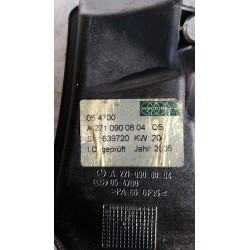 05 4700
A 271 090 08 04 Q5
S 639720 KW. 20
I.O. geprüft Jahr: 2005
A 271-090 08 04
05-4700
>PA 66 GF35<